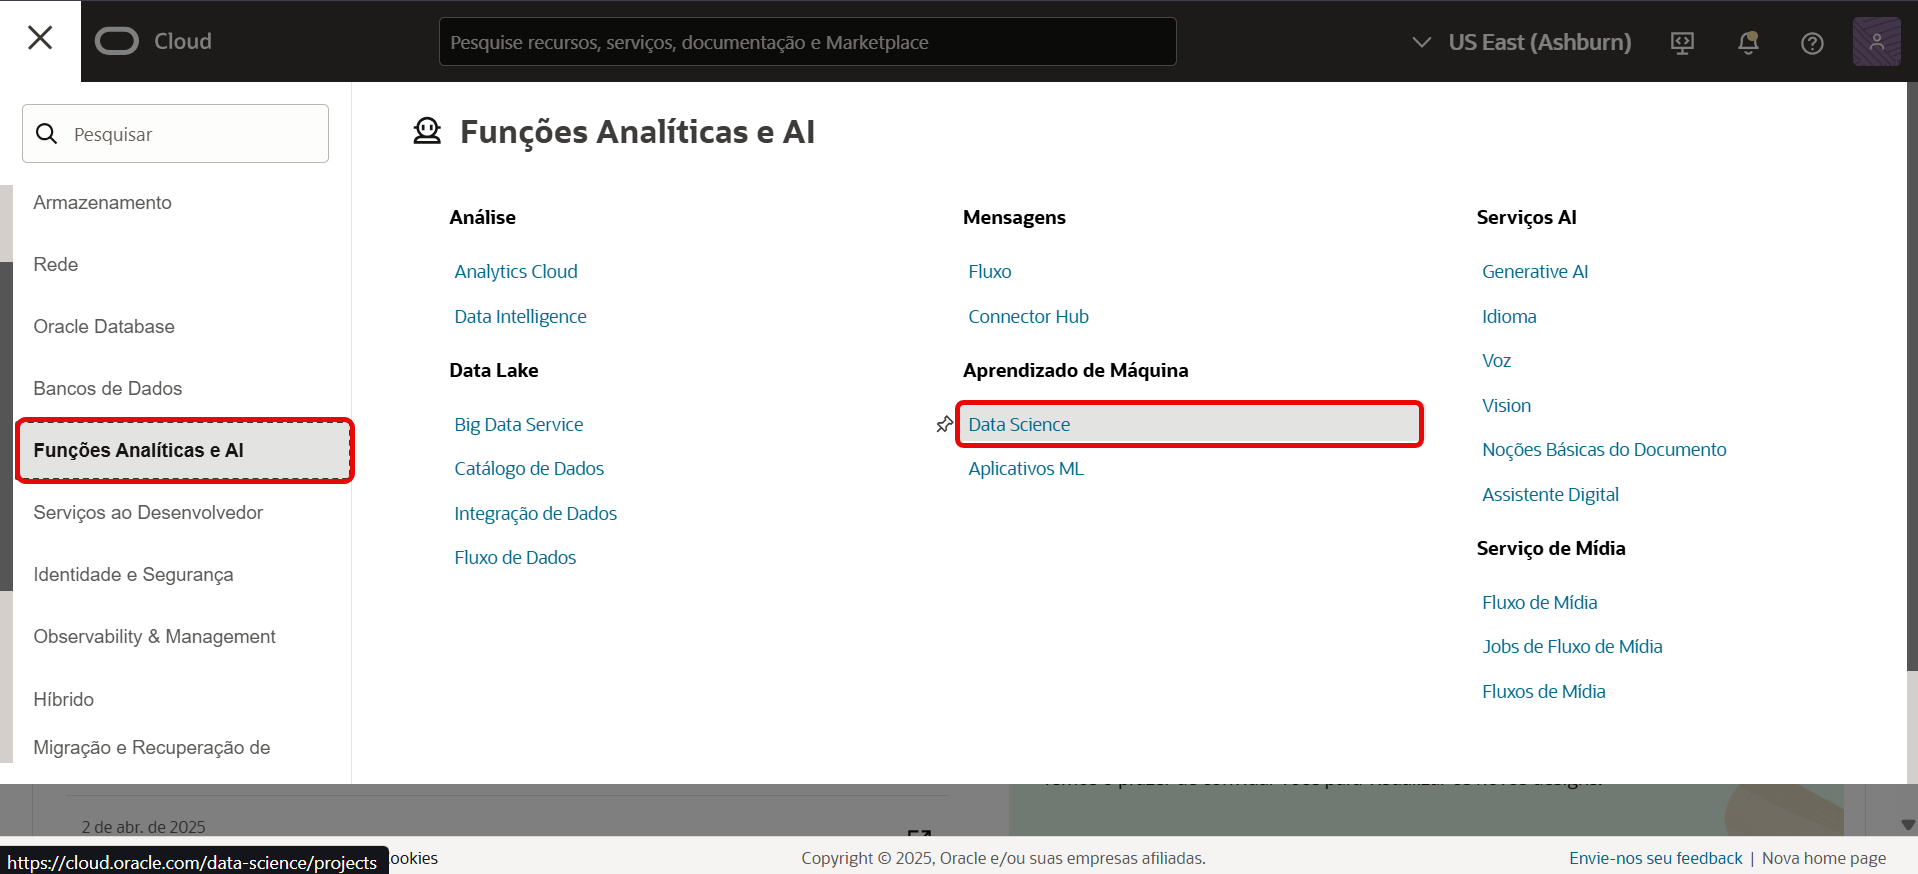 Cloud
Pesquise recursos, serviços, documentação e Marketplace
US East (Ashburn)
Pesquisar
Armazenamento
Rede
Oracle Database
Bancos de Dados
Funções Analíticas e AI
Serviços ao Desenvolvedor
Identidade e Segurança
Observability & Management
Híbrido
Migração e Recuperação de
Funções Analíticas e AI
Análise
Analytics Cloud
Data Intelligence
Data Lake
Big Data Service
Catálogo de Dados
Integração de Dados
Fluxo de Dados
Mensagens
Fluxo
Connector Hub
Aprendizado de Máquina
Data Science
Aplicativos ML
Serviços AI
Generative AI
Idioma
Voz
Vision
Noções Básicas do Documento
Assistente Digital
Serviço de Mídia
Fluxo de Mídia
Jobs de Fluxo de Mídia
Fluxos de Mídia
2 de abr. de 2025
https://cloud.oracle.com/data-science/projects
ookies
Copyright © 2025, Oracle e/ou suas empresas afiliadas.
Envie-nos seu feedback | Nova home page